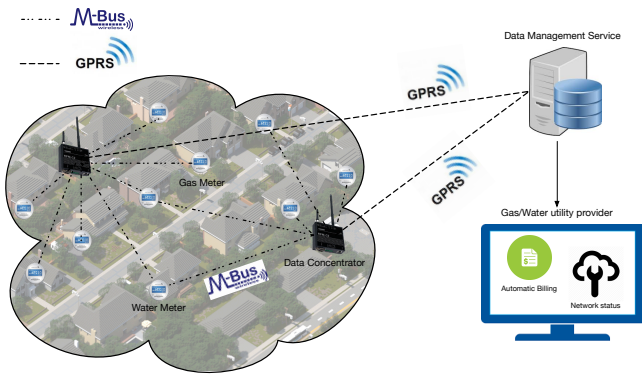 M-Bus
wireless
GPRS
GPRS
GPRS
Data Management Service
Gas Meter
Data Concentrator
Water Meter
M-Bus
wireless
Gas/Water utility provider
Automatic Billing
Network status